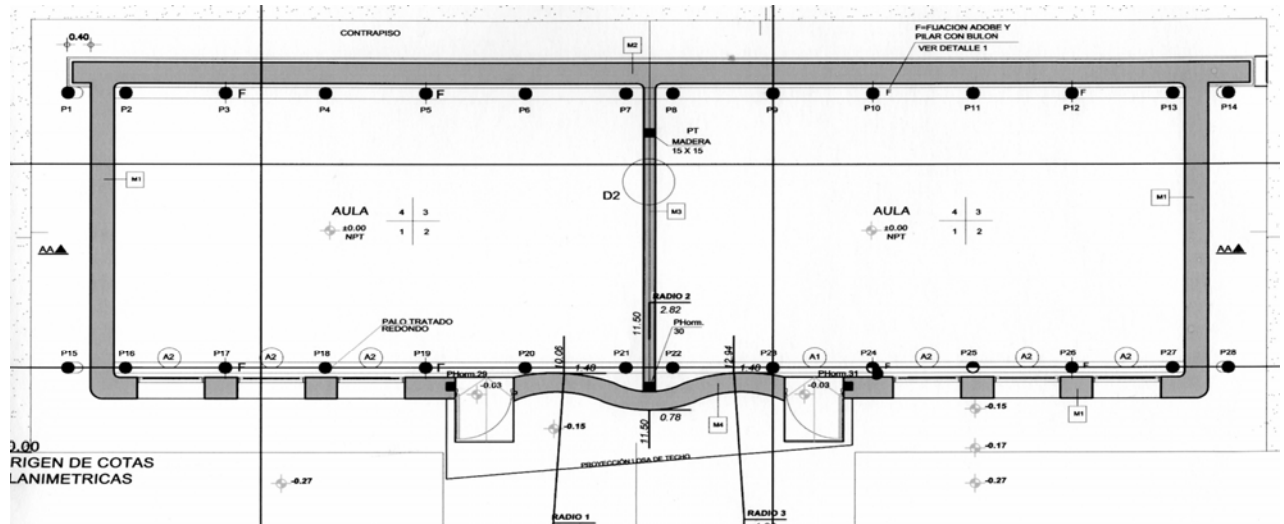 CONTRAPISO
F=FIJACION ADOBE Y
PILAR CON BULON
VER DETALLE 1
0.40
M2
P1 P2 P3 F P4 P5 F P6 P7 P8 P9 P10 F P11 P12 F P13 P14
PT
MADERA
15 X 15
M1
D2
M3
M1
AULA 4 3
±0.00 1 2
NPT
AULA 4 3
±0.00 1 2
NPT
AA
AA
RADIO 2
2.82
11.50
PALO TRATADO
REDONDO
PHorm.
30
P15 P16 A2 P17 F A2 P18 A2 P19 F P20 P21 P22 P23 A1 P24 A2 P25 A2 P26 F A2 P27 P28
10.06
1.40
12.94
1.40
PHorm.29
-0.03
PHorm.31
-0.03
0.78
11.50
M4
M1
-0.15
-0.15
-0.17
0.00
RIGEN DE COTAS
LANIMETRICAS
PROYECCIÓN LOSA DE TECHO
-0.27
-0.27
RADIO 1
RADIO 3